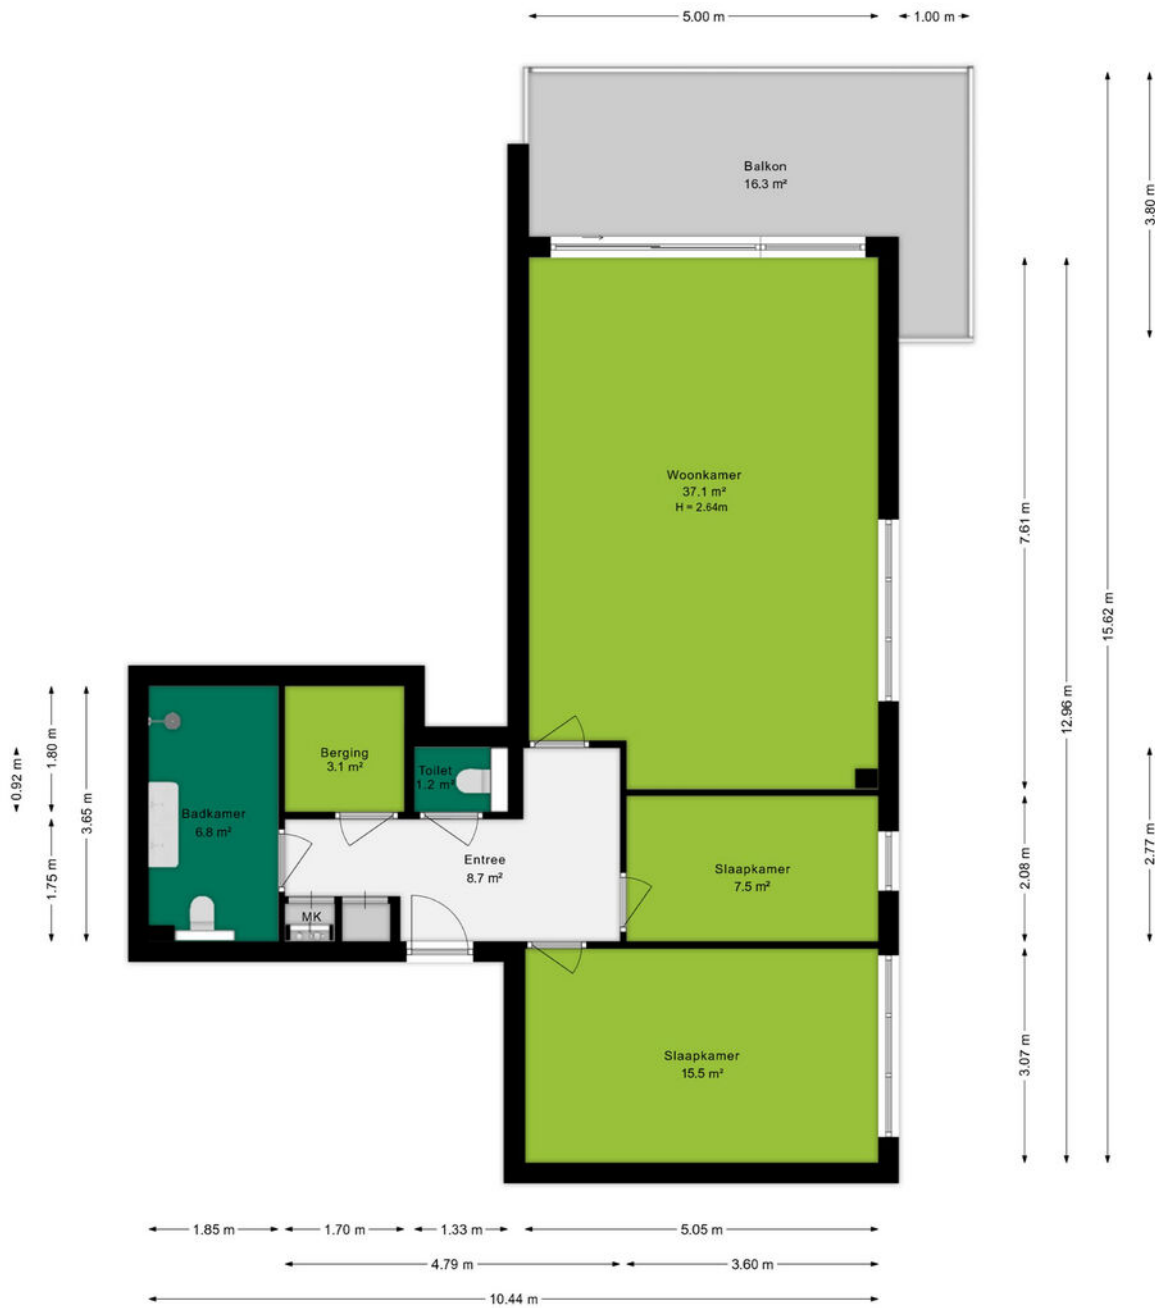 5.00 m
1.00 m
Balkon
16.3 m²
3.80 m
Woonkamer
37.1 m²
H = 2.64m
7.61 m
15.62 m
12.96 m
0.92 m
1.80 m
3.65 m
1.75 m
Berging
3.1 m²
Toilet
1.2 m²
Badkamer
6.8 m²
Entree
8.7 m²
MK
Slaapkamer
7.5 m²
2.08 m
2.77 m
Slaapkamer
15.5 m²
3.07 m
1.85 m
1.70 m
1.33 m
5.05 m
4.79 m
3.60 m
10.44 m